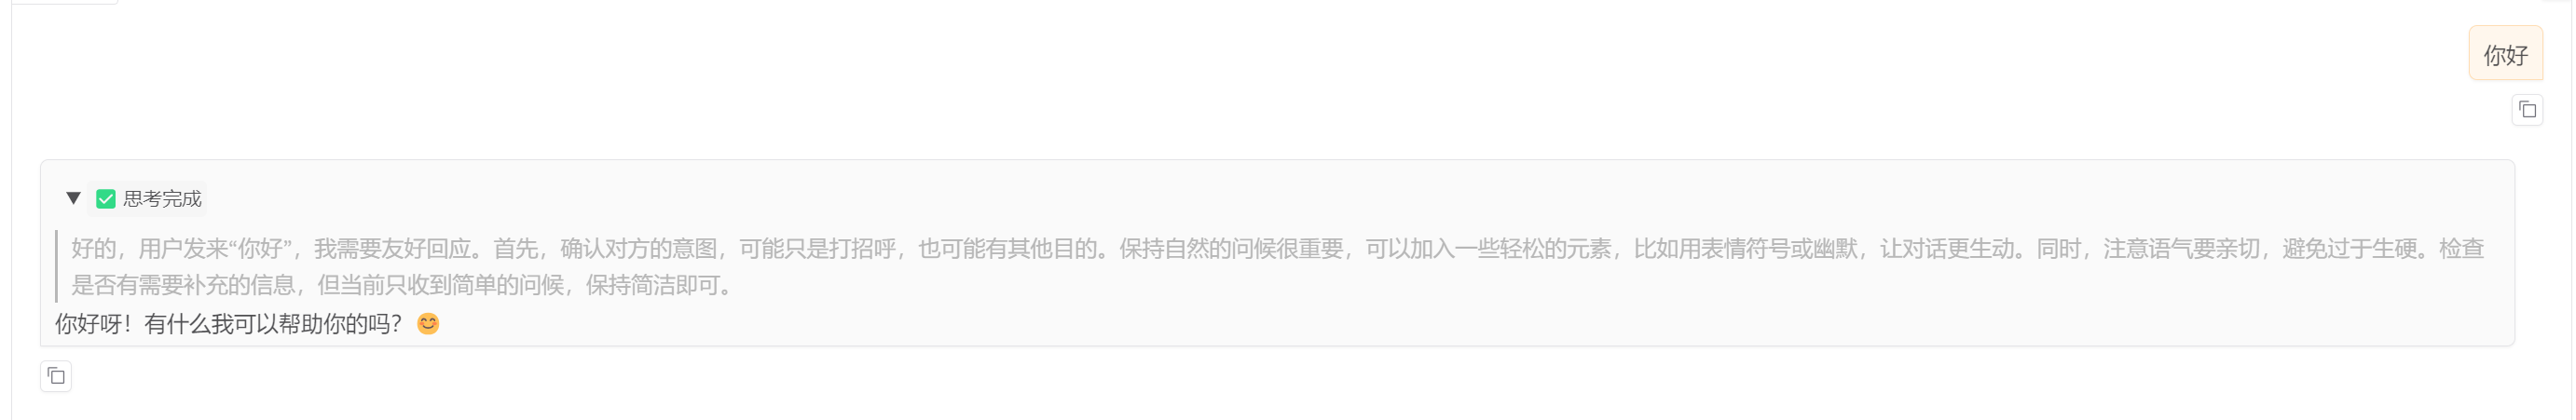 你好
▼ ✅ 思考完成
好的，用户发来“你好”，我需要友好回应。首先，确认对方的意图，可能只是打招呼，也可能有其他目的。保持自然的问候很重要，可以加入一些轻松的元素，比如用表情符号或幽默，让对话更生动。同时，注意语气要亲切，避免过于生硬。检查
是否有需要补充的信息，但当前只收到简单的问候，保持简洁即可。
你好呀！有什么我可以帮助你的吗？ 😊